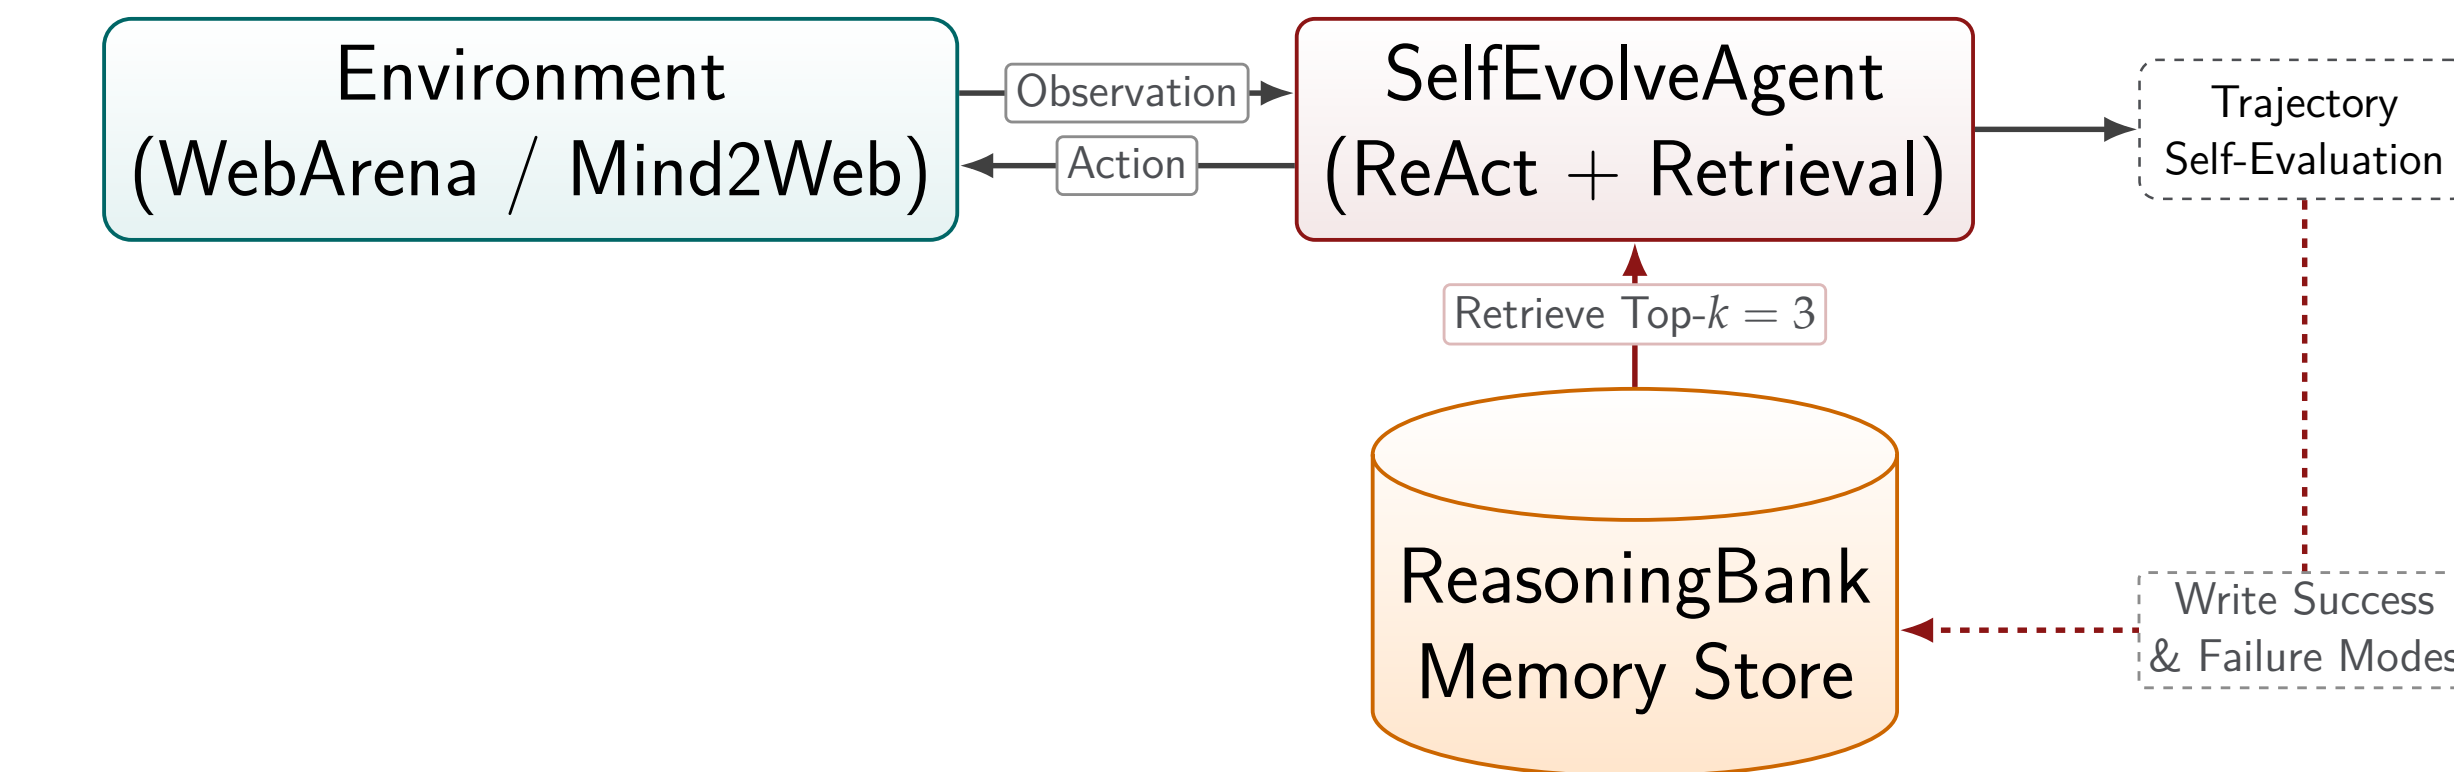 Environment
(WebArena / Mind2Web)
Observation
Action
SelfEvolveAgent
(ReAct + Retrieval)
Trajectory
Self-Evaluation
Retrieve Top-k = 3
ReasoningBank
Memory Store
Write Success
& Failure Modes